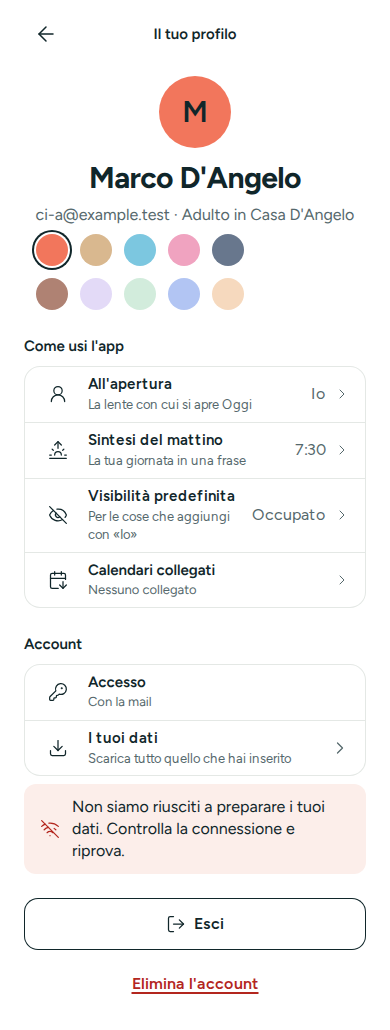 Il tuo profilo
M
Marco D'Angelo
ci-a@example.test · Adulto in Casa D'Angelo
Come usi l'app
All'apertura
La lente con cui si apre Oggi
Io
Sintesi del mattino
La tua giornata in una frase
7:30
Visibilità predefinita
Per le cose che aggiungi
con «Io»
Occupato
Calendari collegati
Nessuno collegato
Account
Accesso
Con la mail
I tuoi dati
Scarica tutto quello che hai inserito
Non siamo riusciti a preparare i tuoi
dati. Controlla la connessione e
riprova.
Esci
Elimina l'account